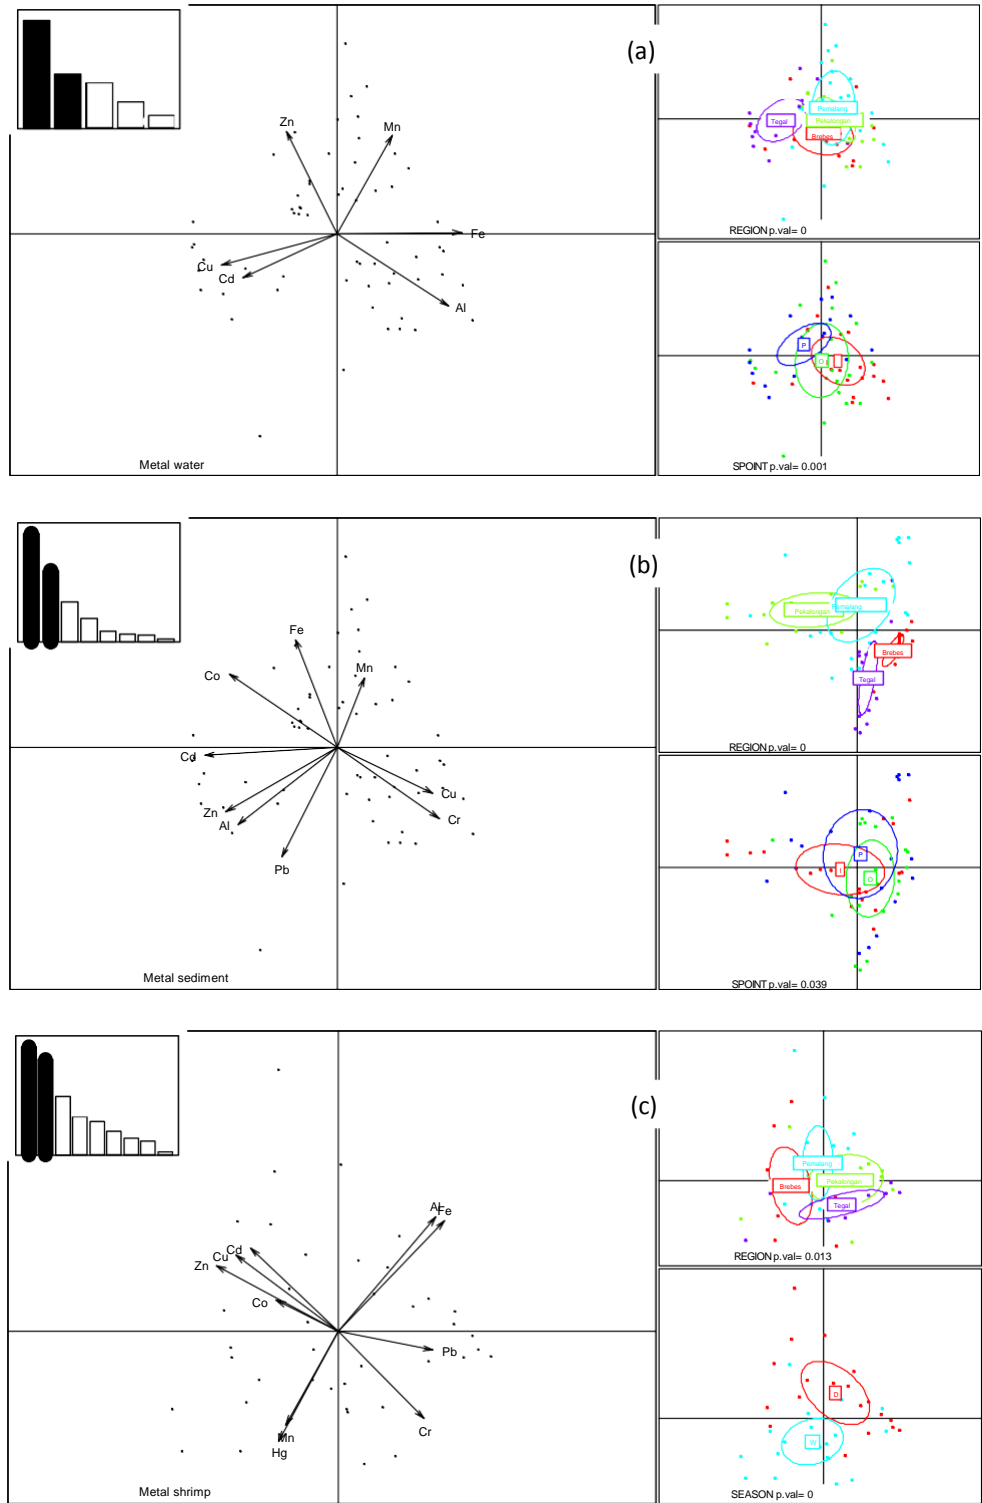 (a)
Zn
Mn
Fe
Cu
Cd
Al
Metal water
Pemalang
Tegal
Pekalongan
Brebes
REGION p.val= 0
P
O
I
SPOINT p.val= 0.001
(b)
Fe
Mn
Co
Cd
Cu
Zn
Cr
Al
Pb
Metal sediment
Pekalongan
Pemalang
Brebes
Tegal
REGION p.val= 0
P
I
O
SPOINT p.val= 0.039
(c)
Al
Fe
Cd
Cu
Zn
Co
Pb
Cr
Mn
Hg
Metal shrimp
Pemalang
Brebes
Pekalongan
Tegal
REGION p.val= 0.013
D
W
SEASON p.val= 0